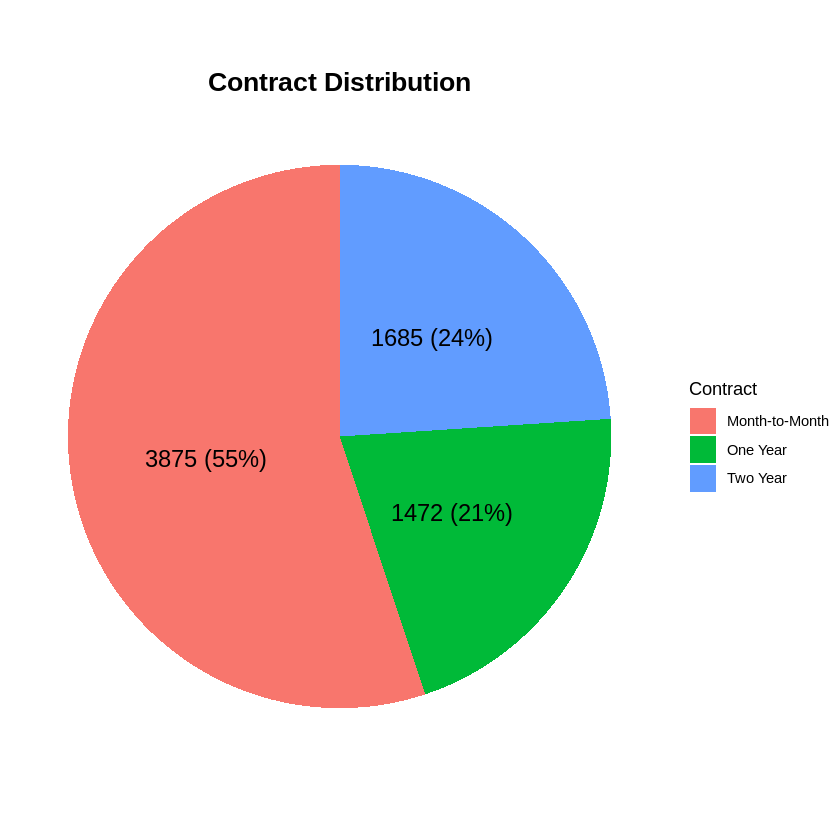 Contract Distribution
1685 (24%)
3875 (55%)
1472 (21%)
Contract
Month-to-Month
One Year
Two Year